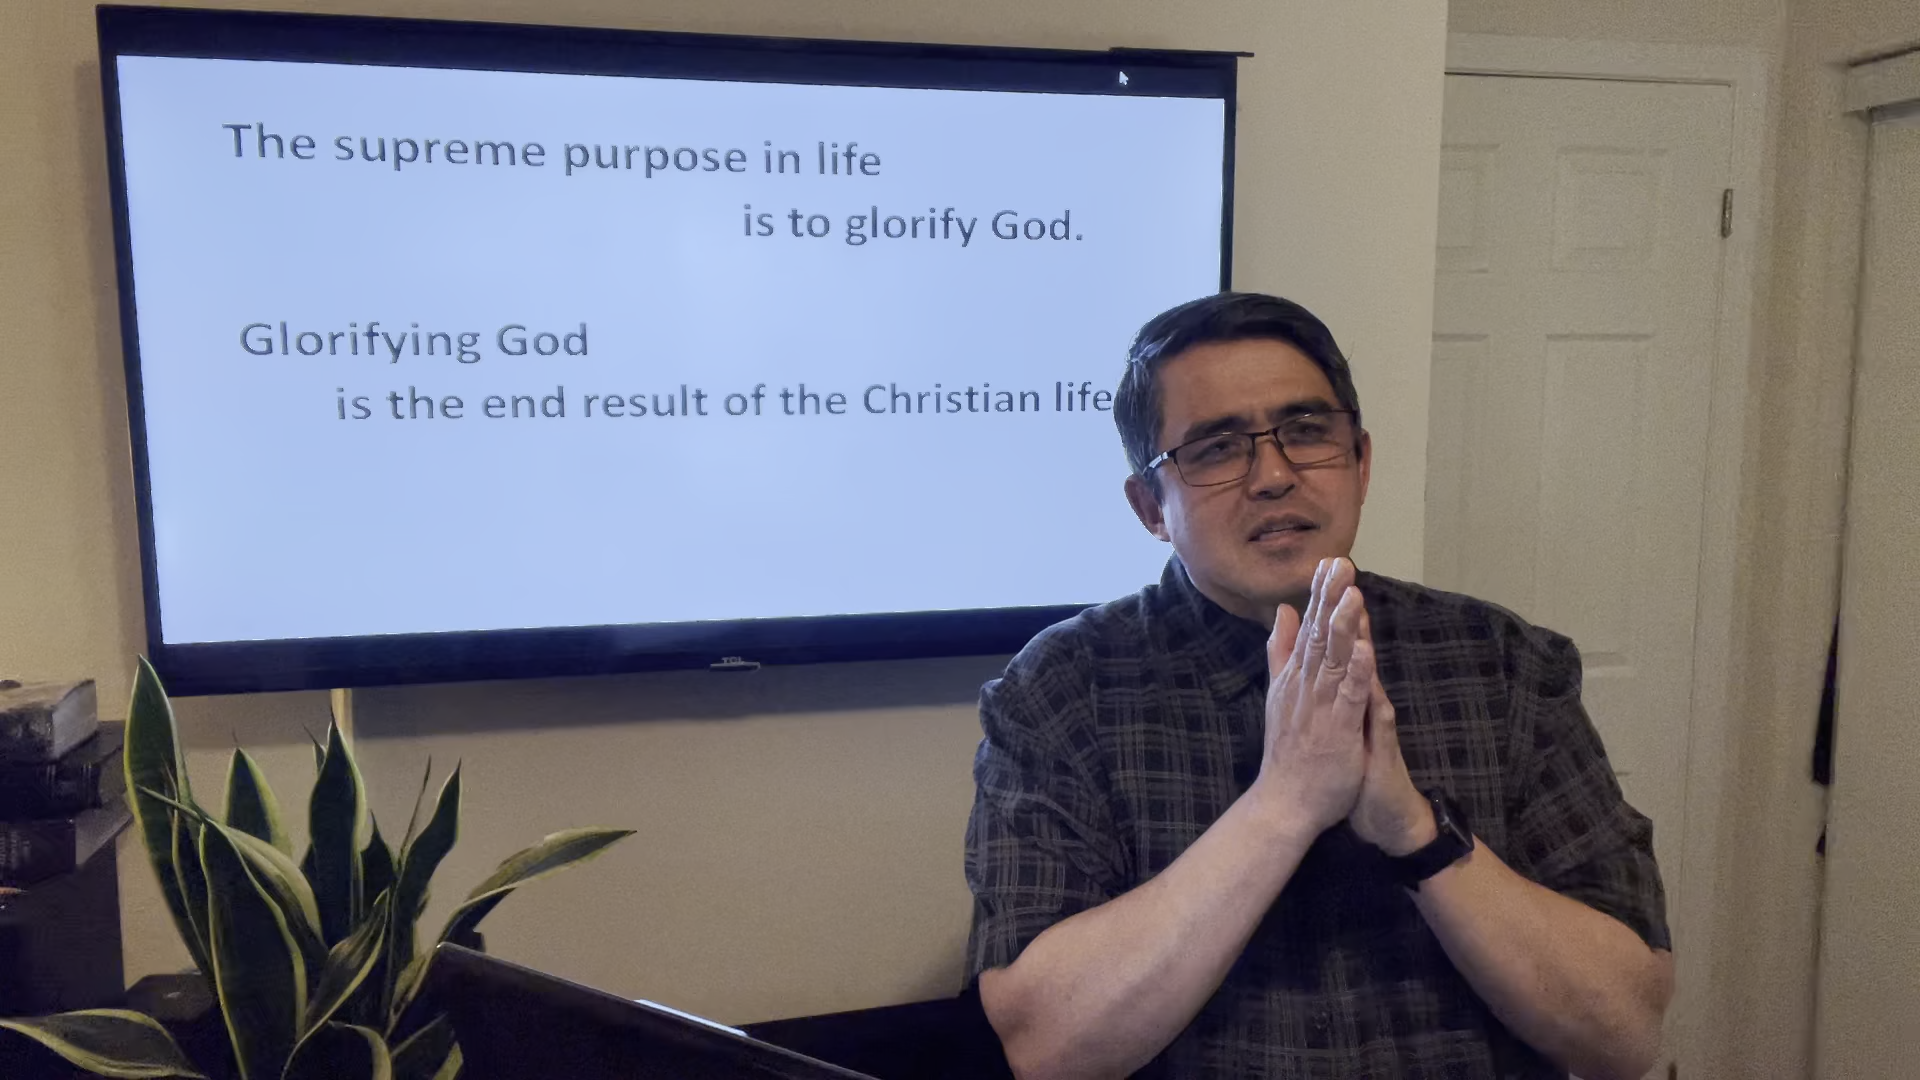 The supreme purpose in life
is to glorify God.
Glorifying God
is the end result of the Christian life
TCL